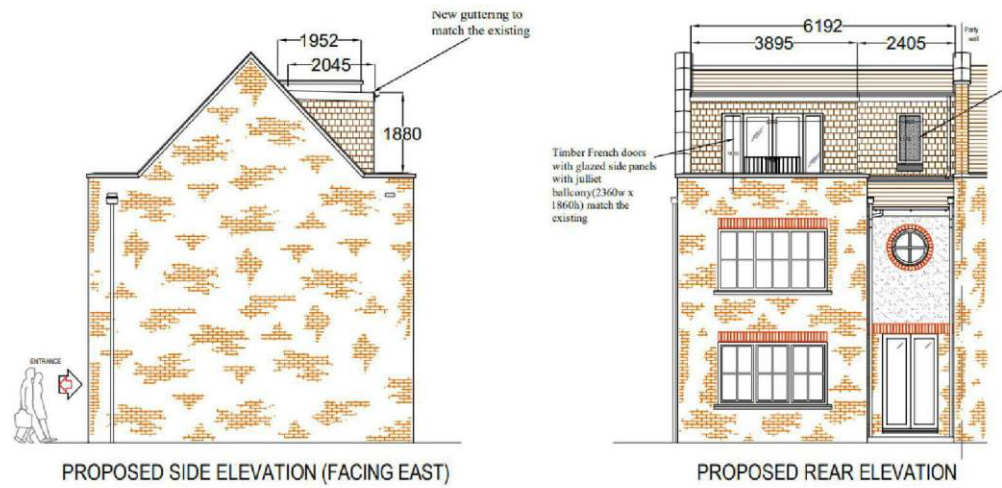 New guttering to
match the existing
1952
2045
1880
ENTRANCE
PROPOSED SIDE ELEVATION (FACING EAST)
6192
3895
2405
Party
wall
Timber French doors
with glazed side panels
with julliet
ballcony(2360w x
1860h) match the
existing
PROPOSED REAR ELEVATION